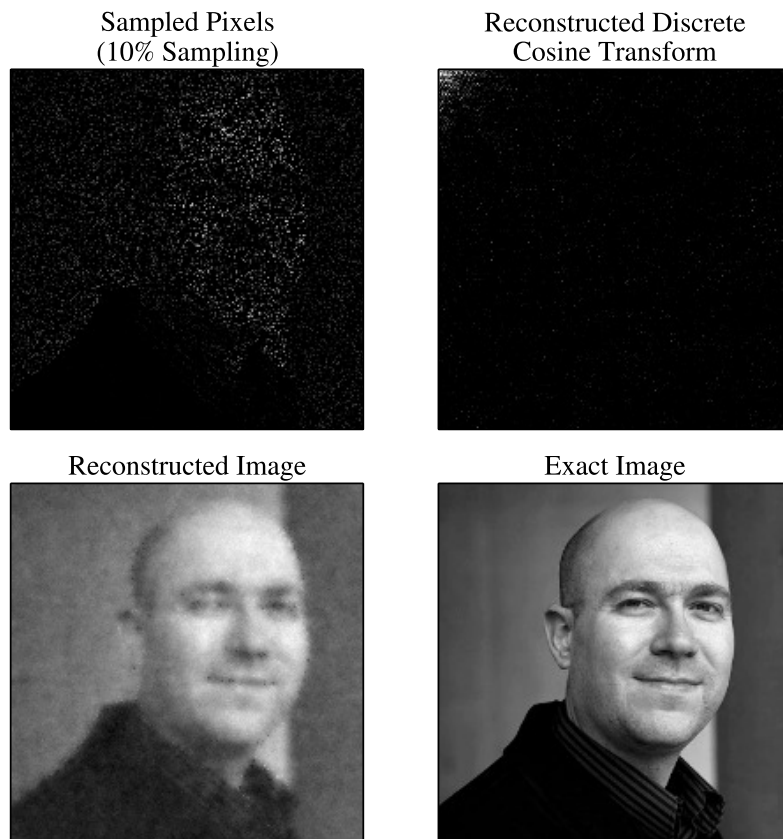 Sampled Pixels
(10% Sampling)
Reconstructed Discrete
Cosine Transform
Reconstructed Image
Exact Image